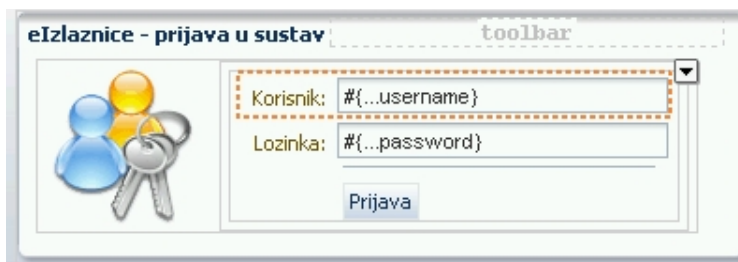 eIzlaznice - prijava u sustav toolbar
Korisnik: #{...username}
Lozinka: #{...password}
Prijava